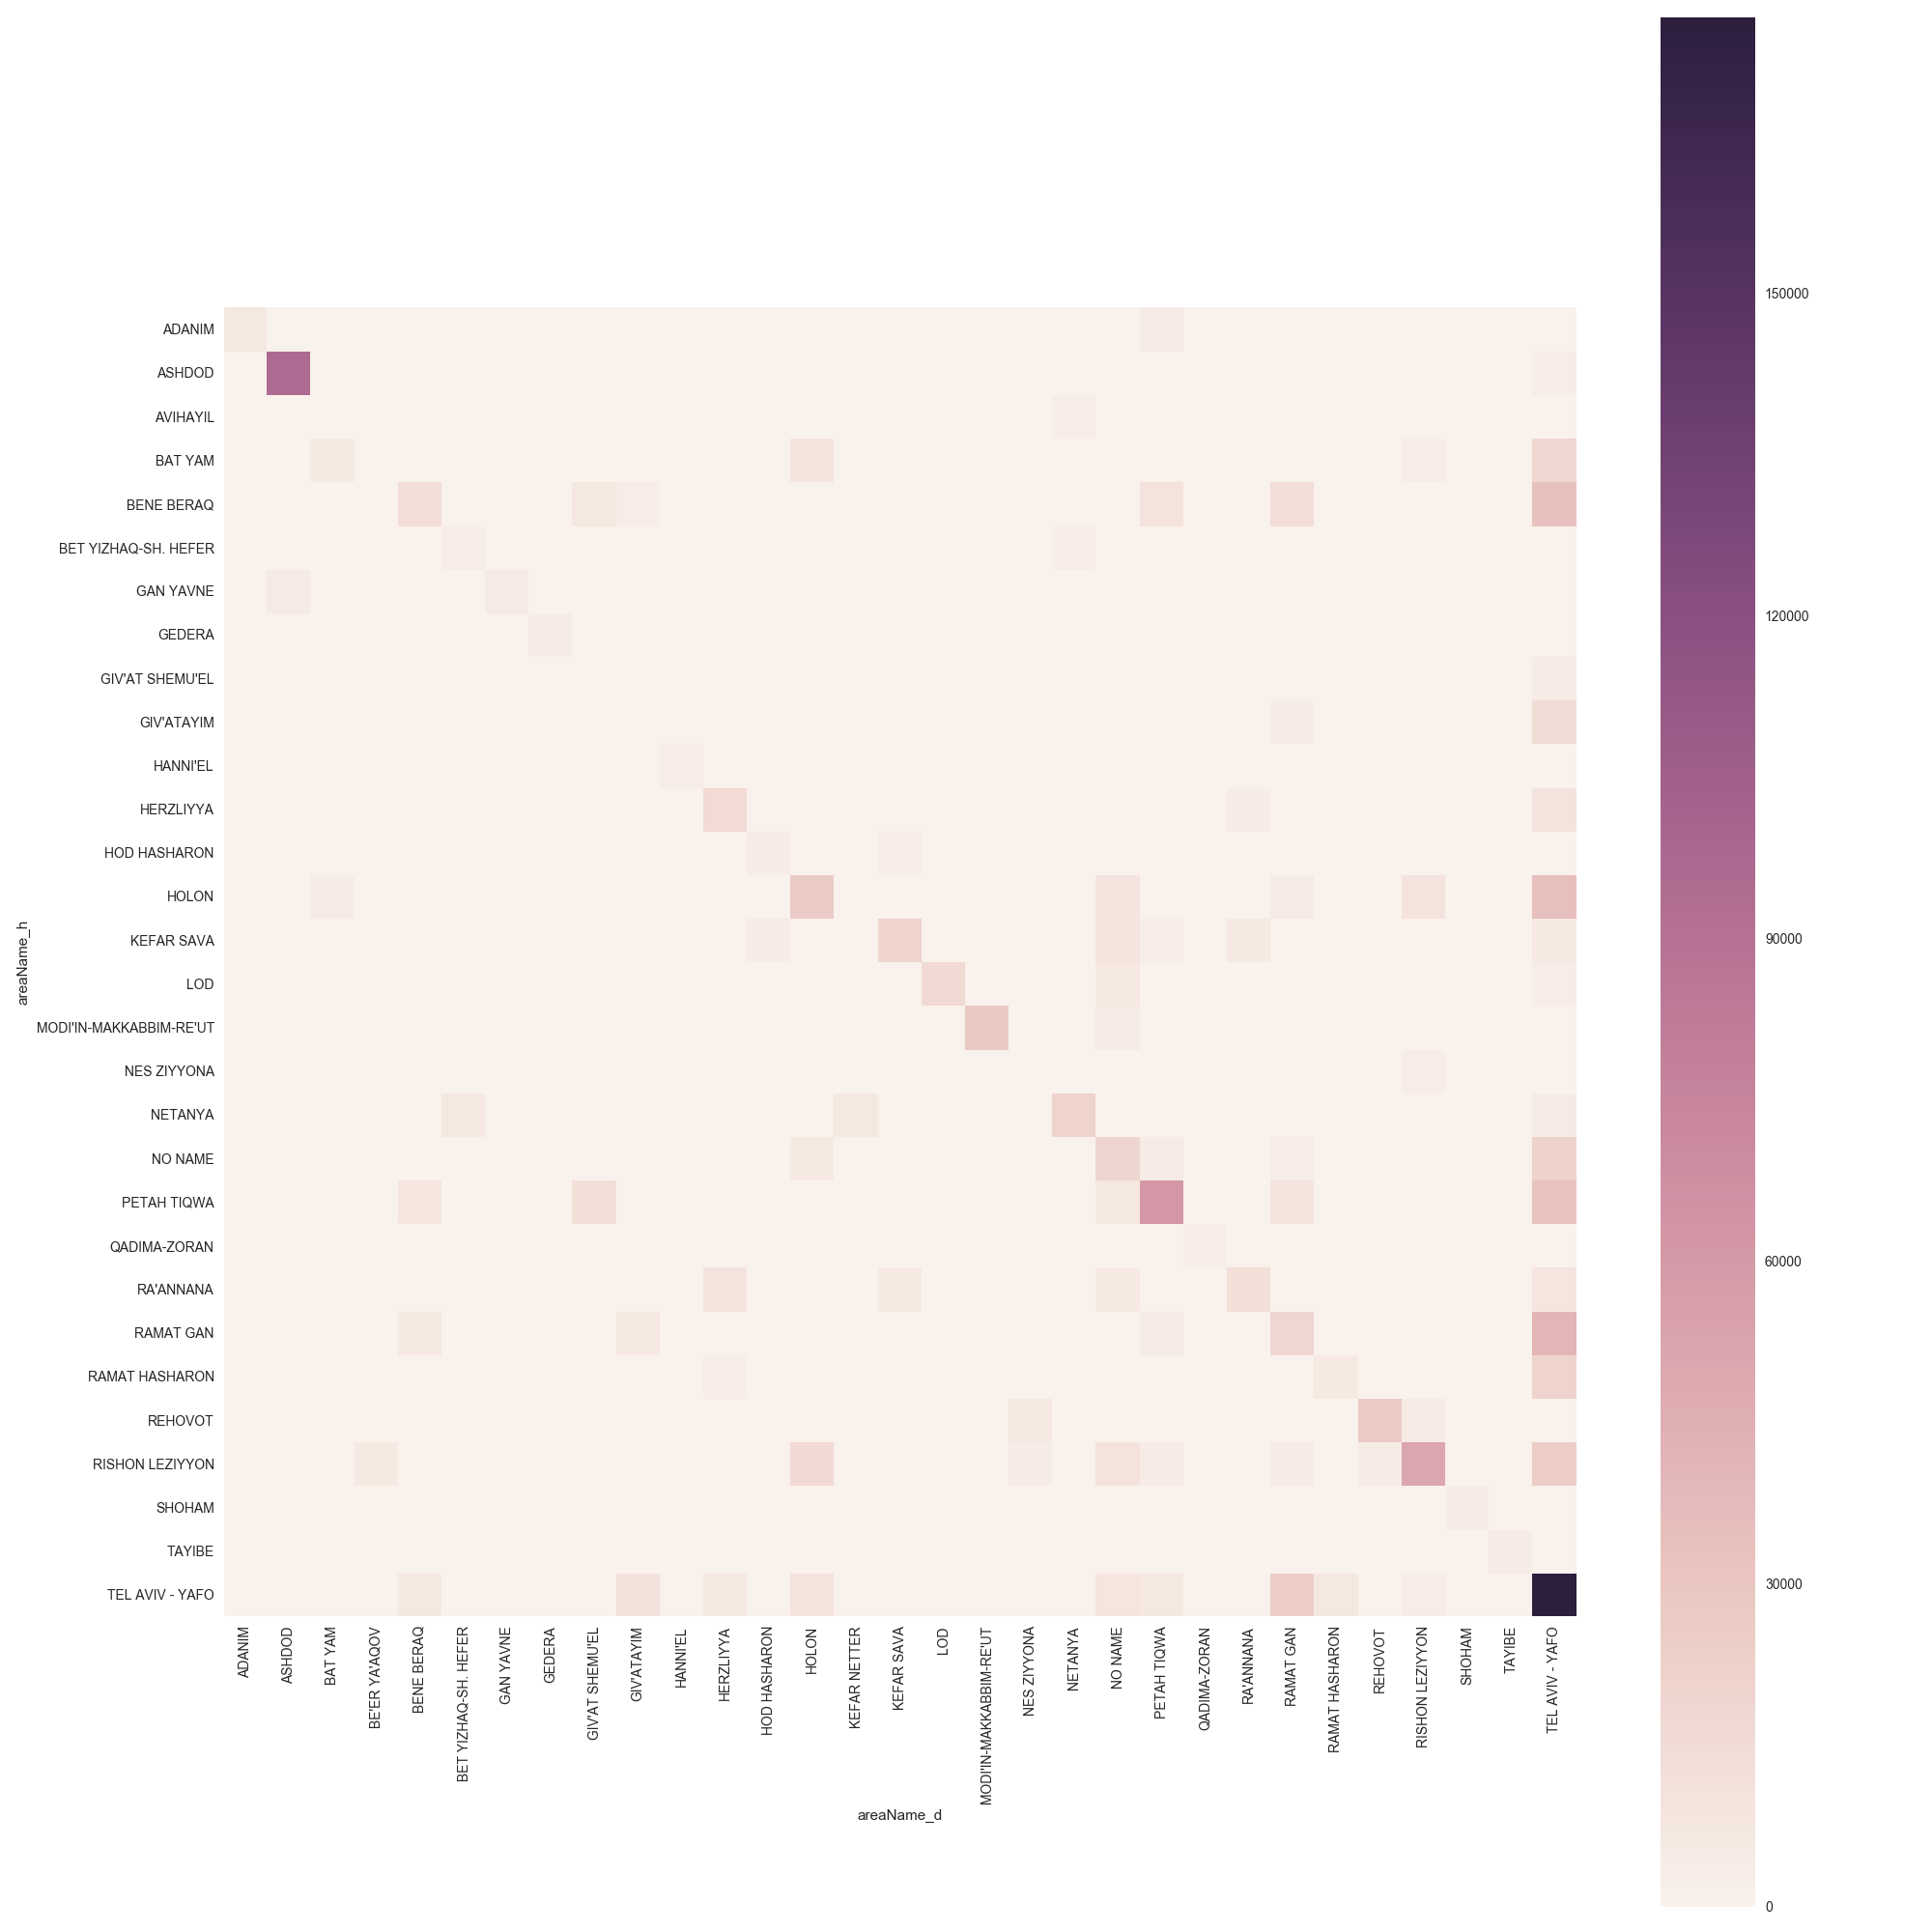 ADANIM
ASHDOD
AVIHAYIL
BAT YAM
BENE BERAQ
BET YIZHAQ-SH. HEFER
GAN YAVNE
GEDERA
GIV'AT SHEMU'EL
GIV'ATAYIM
HANNI'EL
HERZLIYYA
HOD HASHARON
HOLON
KEFAR SAVA
LOD
MODI'IN-MAKKABBIM-RE'UT
NES ZIYYONA
NETANYA
NO NAME
PETAH TIQWA
QADIMA-ZORAN
RA'ANNANA
RAMAT GAN
RAMAT HASHARON
REHOVOT
RISHON LEZIYYON
SHOHAM
TAYIBE
TEL AVIV - YAFO
areaName_h
ADANIM
ASHDOD
BAT YAM
BE'ER YA'AQOV
BENE BERAQ
BET YIZHAQ-SH. HEFER
GAN YAVNE
GEDERA
GIV'AT SHEMU'EL
GIV'ATAYIM
HANNI'EL
HERZLIYYA
HOD HASHARON
HOLON
KEFAR NETTER
KEFAR SAVA
LOD
MODI'IN-MAKKABBIM-RE'UT
NES ZIYYONA
NETANYA
NO NAME
PETAH TIQWA
QADIMA-ZORAN
RA'ANNANA
RAMAT GAN
RAMAT HASHARON
REHOVOT
RISHON LEZIYYON
SHOHAM
TAYIBE
TEL AVIV - YAFO
areaName_d
150000
120000
90000
60000
30000
0